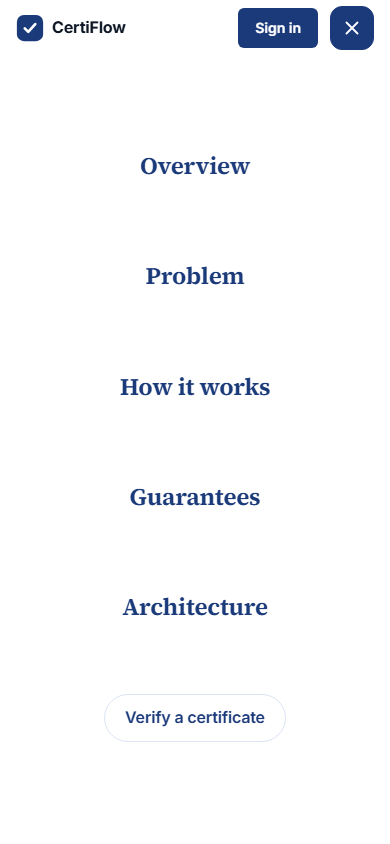 CertiFlow
Sign in
Overview
Problem
How it works
Guarantees
Architecture
Verify a certificate